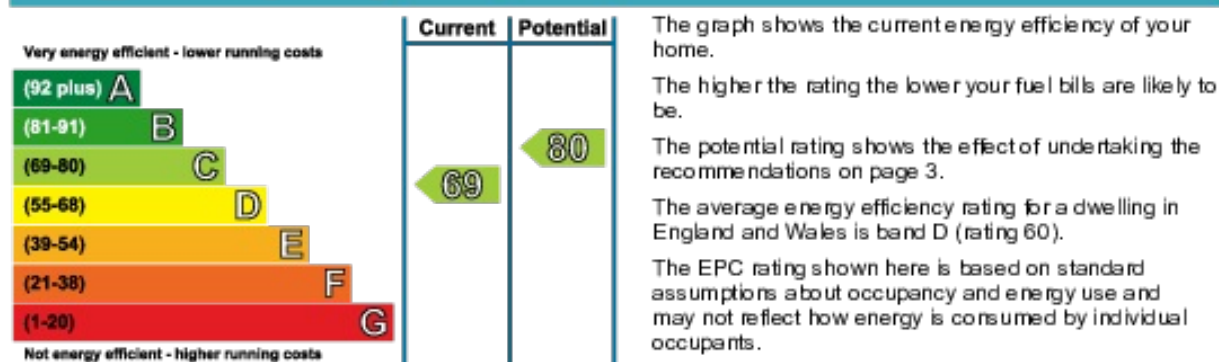 Current Potential
Very energy efficient - lower running costs
(92 plus) A
(81-91) B
(69-80) C
(55-68) D
(39-54) E
(21-38) F
(1-20) G
Not energy efficient - higher running costs
69
80
The graph shows the current energy efficiency of your
home.
The higher the rating the lower your fuel bills are likely to
be.
The potential rating shows the effect of undertaking the
recommendations on page 3.
The average energy efficiency rating for a dwelling in
England and Wales is band D (rating 60).
The EPC rating shown here is based on standard
assumptions about occupancy and energy use and
may not reflect how energy is consumed by individual
occupants.